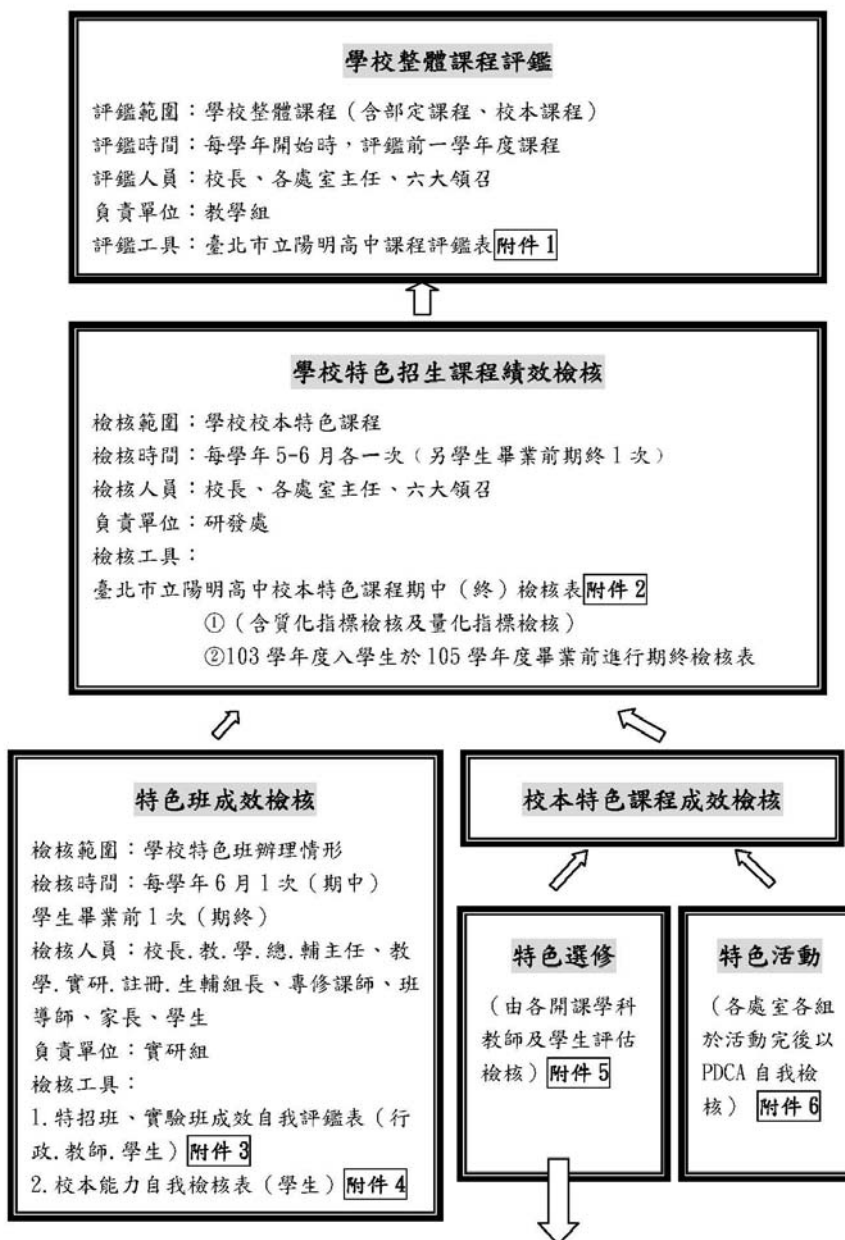 學校整體課程評鑑
評鑑範圍：學校整體課程（含部定課程、校本課程）
評鑑時間：每學年開始時，評鑑前一學年度課程
評鑑人員：校長、各處室主任、六大領召
負責單位：教學組
評鑑工具：臺北市立陽明高中課程評鑑表附件1
學校特色招生課程績效檢核
檢核範圍：學校校本特色課程
檢核時間：每學年5-6月各一次（另學生畢業前期終1次）
檢核人員：校長、各處室主任、六大領召
負責單位：研發處
檢核工具：
臺北市立陽明高中校本特色課程期中（終）檢核表附件2
①（含質化指標檢核及量化指標檢核）
②103學年度入學生於105學年度畢業前進行期終檢核表
特色班成效檢核
檢核範圍：學校特色班辦理情形
檢核時間：每學年6月1次（期中）
學生畢業前1次（期終）
檢核人員：校長.教.學.總.輔主任、教
學.實研.註冊.生輔組長、專修課師、班
導師、家長、學生
負責單位：實研組
檢核工具：
1.特招班、實驗班成效自我評鑑表（行
政.教師.學生）附件3
2.校本能力自我檢核表（學生）附件4
校本特色課程成效檢核
特色選修
（由各開課學科
教師及學生評估
檢核）附件5
特色活動
（各處室各組
於活動完後以
PDCA自我檢
核）附件6